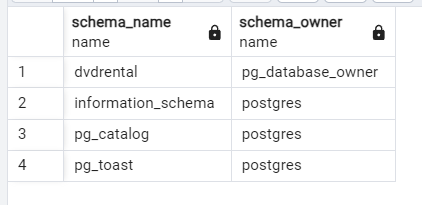 schema_name schema_owner
name name
1 dvdrental pg_database_owner
2 information_schema postgres
3 pg_catalog postgres
4 pg_toast postgres